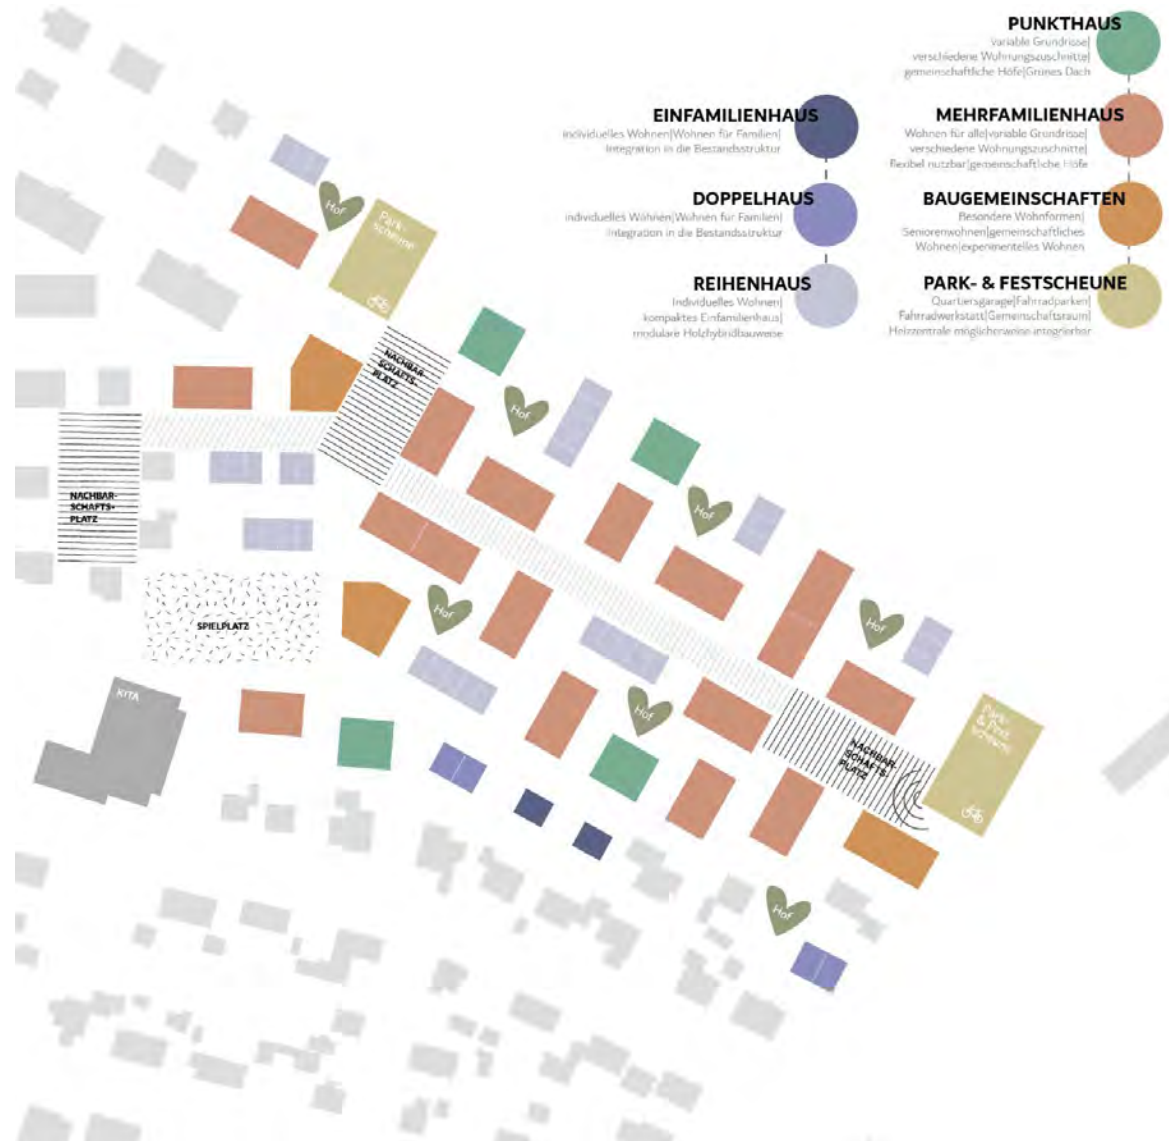 PUNKTHAUS
variable Grundrisse|
verschiedene Wohnungszuschnitte|
gemeinschaftliche Höfe|Grünes Dach
EINFAMILIENHAUS
individuelles Wohnen|Wohnen für Familien|
Integration in die Bestandsstruktur
MEHRFAMILIENHAUS
Wohnen für alle|variable Grundrisse|
verschiedene Wohnungszuschnitte|
flexibel nutzbar|gemeinschaftliche Höfe
DOPPELHAUS
individuelles Wohnen|Wohnen für Familien|
Integration in die Bestandsstruktur
BAUGEMEINSCHAFTEN
Besondere Wohnformen|
Seniorenwohnen|gemeinschaftliches
Wohnen|experimentelles Wohnen
REIHENHAUS
Individuelles Wohnen|
kompaktes Einfamilienhaus|
modulare Holzhybridbauweise
PARK- & FESTSCHEUNE
Quartiersgarage|Fahrradparken|
Fahrradwerkstatt|Gemeinschaftsraum|
Heizzentrale möglicherweise integrierbar
Hof
Park-
scheune
NACHBAR-
SCHAFTS-
PLATZ
Hof
Hof
NACHBAR-
SCHAFTS-
PLATZ
Hof
Hof
SPIELPLATZ
KITA
Hof
Park-
& Fest
scheune
NACHBAR-
SCHAFTS-
PLATZ
Hof